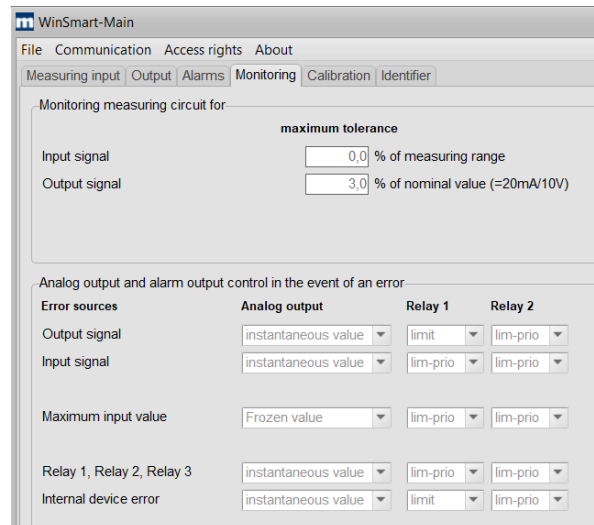 m WinSmart-Main
File Communication Access rights About
Measuring input Output Alarms Monitoring Calibration Identifier
Monitoring measuring circuit for
maximum tolerance
Input signal 0,0 % of measuring range
Output signal 3,0 % of nominal value (=20mA/10V)
Analog output and alarm output control in the event of an error
Error sources Analog output Relay 1 Relay 2
Output signal instantaneous value limit lim-prio
Input signal instantaneous value lim-prio lim-prio
Maximum input value Frozen value lim-prio lim-prio
Relay 1, Relay 2, Relay 3 instantaneous value lim-prio lim-prio
Internal device error instantaneous value limit lim-prio